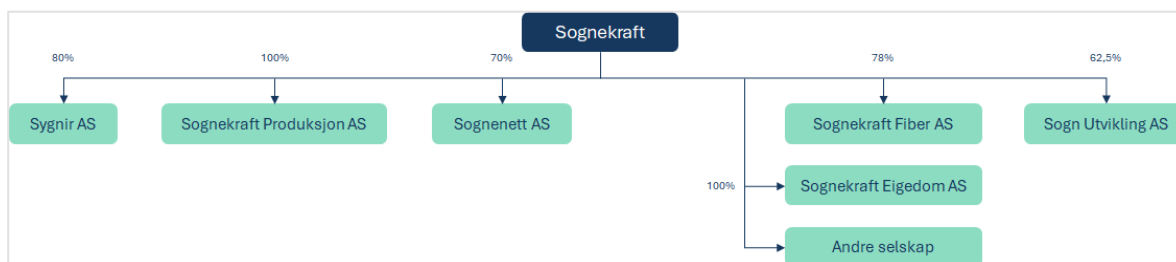 Sognekraft
80%
100%
70%
78%
62,5%
Sygnir AS
Sognekraft Produksjon AS
Sognenett AS
Sognekraft Fiber AS
Sogn Utvikling AS
100%
Sognekraft Eigedom AS
Andre selskap